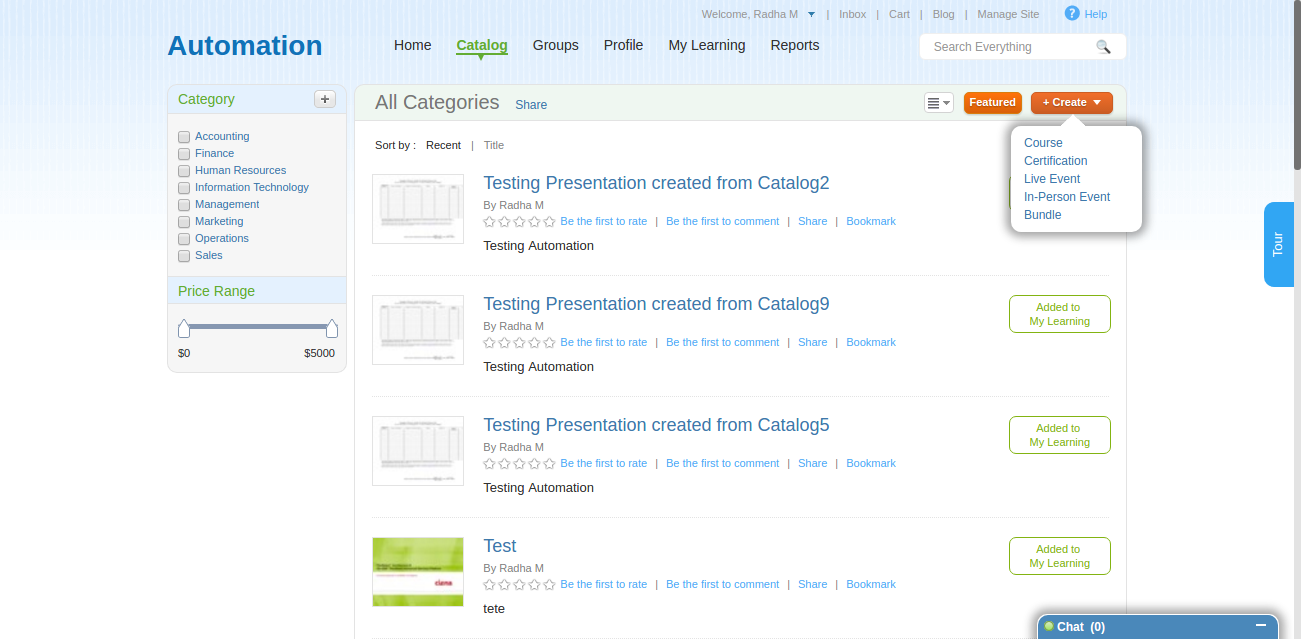 Welcome, Radha M | Inbox | Cart | Blog | Manage Site ? Help
Automation
Home Catalog Groups Profile My Learning Reports
Search Everything
Category +
Accounting
Finance
Human Resources
Information Technology
Management
Marketing
Operations
Sales
Price Range
$0 $5000
All Categories Share
Featured
+ Create
Course
Certification
Live Event
In-Person Event
Bundle
Sort by : Recent | Title
Testing Presentation created from Catalog2
By Radha M
Be the first to rate | Be the first to comment | Share | Bookmark
Testing Automation
Testing Presentation created from Catalog9
By Radha M
Be the first to rate | Be the first to comment | Share | Bookmark
Testing Automation
Added to
My Learning
Testing Presentation created from Catalog5
By Radha M
Be the first to rate | Be the first to comment | Share | Bookmark
Testing Automation
Added to
My Learning
Test
By Radha M
Be the first to rate | Be the first to comment | Share | Bookmark
tete
Added to
My Learning
Tour
Chat (0)